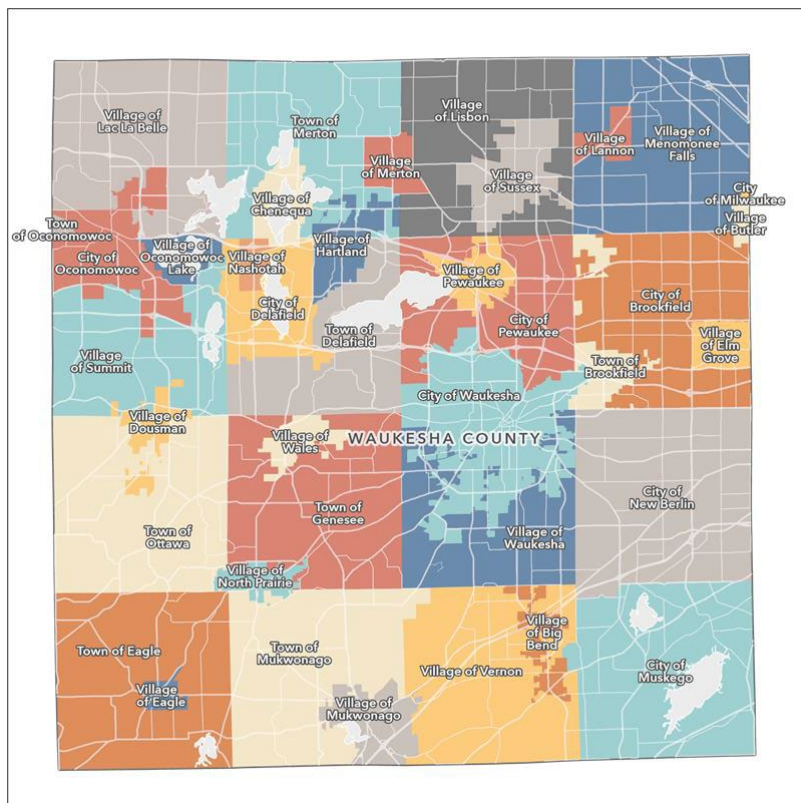 Village of
Lac La Belle
Town of
Merton
Village
of Lisbon
Village
of Lannon
Village of
Menomonee
Falls
Village
of Merton
Village
of Sussex
City
of Milwaukee
Village
of Butler
Village of
Chenequa
Town
of Oconomowoc
City of
Oconomowoc
Village of
Oconomowoc
Lake
Village of
Nashotah
Village of
Hartland
City of
Delafield
Town of
Delafield
Village of
Pewaukee
City of
Pewaukee
City of
Brookfield
Village
of Elm
Grove
Village
of Summit
Town of
Brookfield
City of Waukesha
Village of
Dousman
Village of
Wales
WAUKESHA COUNTY
Town of
Ottawa
Town of
Genesee
Village of
Waukesha
City of
New Berlin
Village of
North Prairie
Town of Eagle
Village
of Eagle
Town of
Mukwonago
Village of
Mukwonago
Village of Vernon
Village
of Big
Bend
City of
Muskego